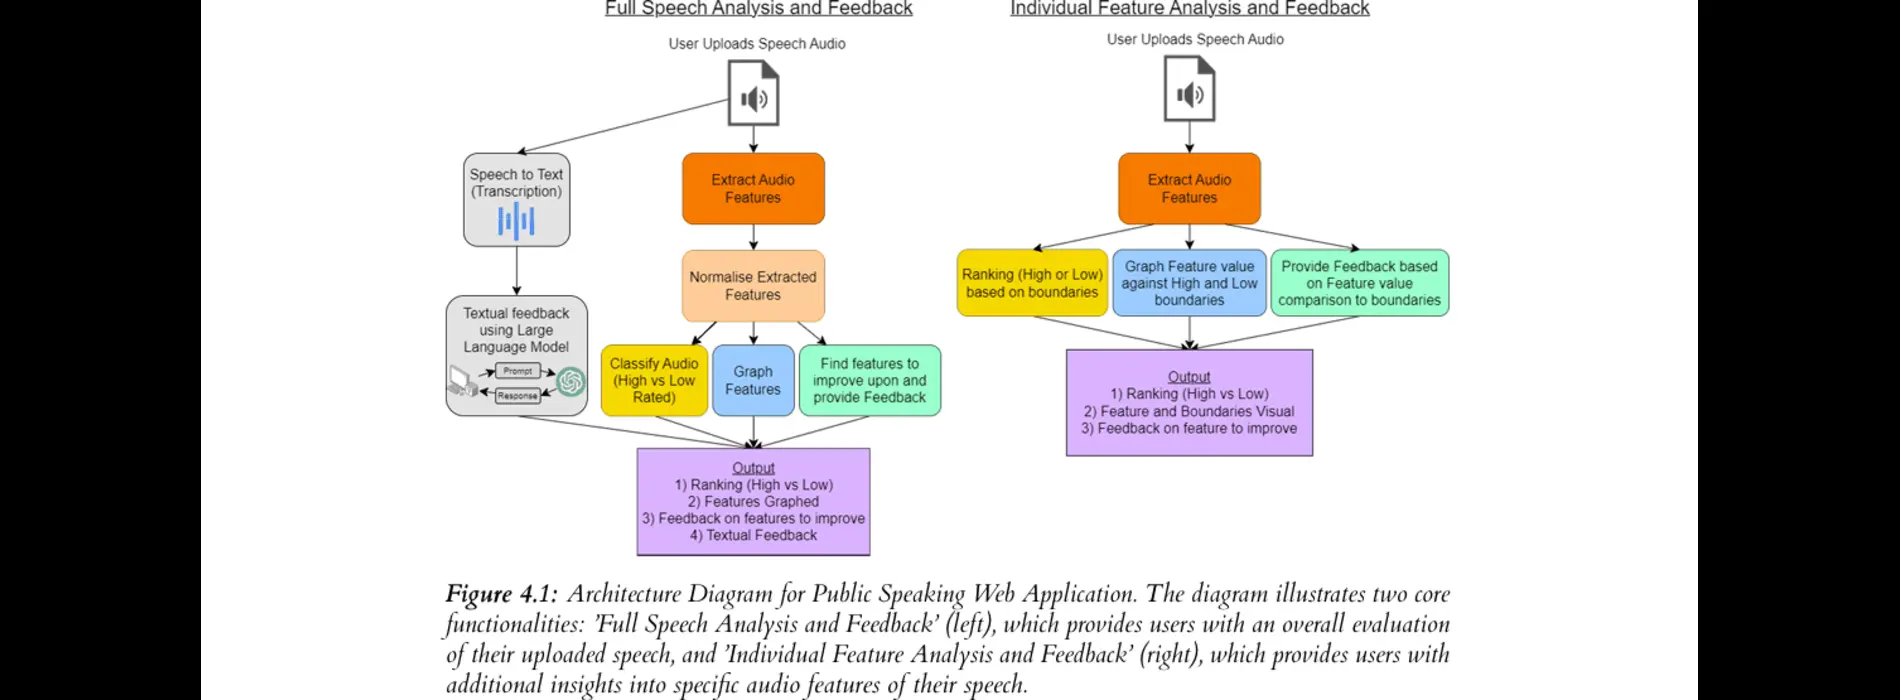 Full Speech Analysis and Feedback
User Uploads Speech Audio
Speech to Text
(Transcription)
Textual feedback
using Large
Language Model
Prompt
Response
Extract Audio
Features
Normalise Extracted
Features
Classify Audio
(High vs Low
Rated)
Graph
Features
Find features to
improve upon and
provide Feedback
Output
1) Ranking (High vs Low)
2) Features Graphed
3) Feedback on features to improve
4) Textual Feedback
Individual Feature Analysis and Feedback
User Uploads Speech Audio
Extract Audio
Features
Ranking (High or Low)
based on boundaries
Graph Feature value
against High and Low
boundaries
Provide Feedback based
on Feature value
comparison to boundaries
Output
1) Ranking (High vs Low)
2) Feature and Boundaries Visual
3) Feedback on feature to improve
Figure 4.1: Architecture Diagram for Public Speaking Web Application. The diagram illustrates two core
functionalities: 'Full Speech Analysis and Feedback' (left), which provides users with an overall evaluation
of their uploaded speech, and 'Individual Feature Analysis and Feedback' (right), which provides users with
additional insights into specific audio features of their speech.